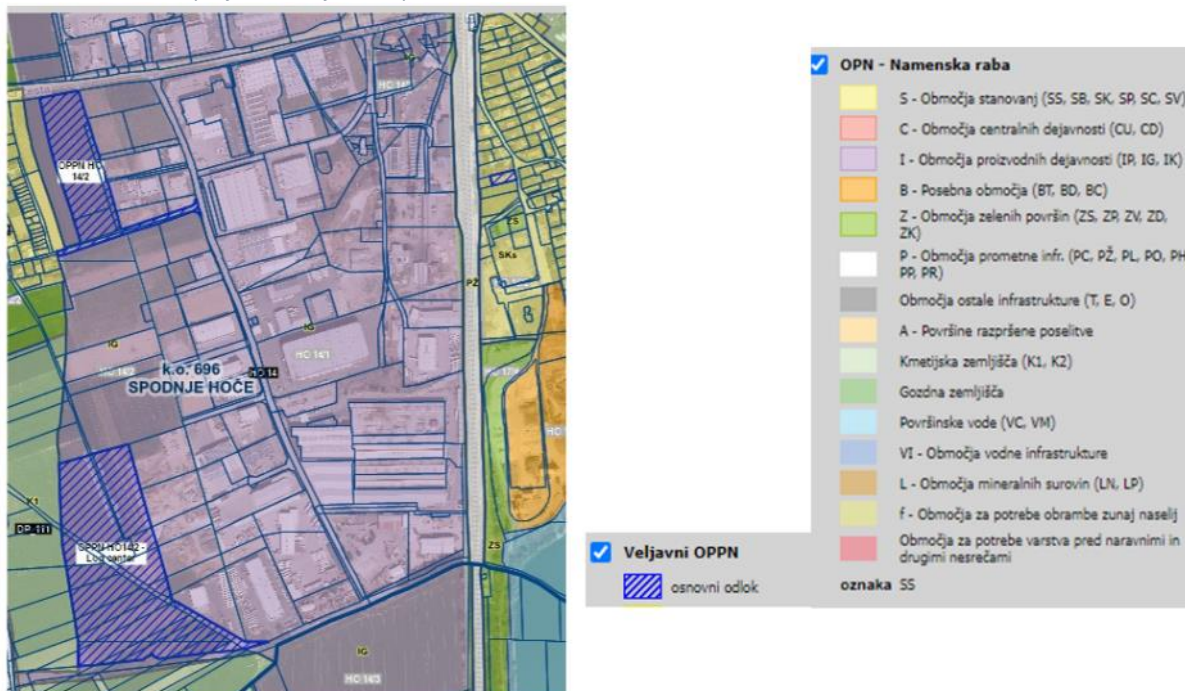 OPPN HO
14/2
ZS
SKs
PŽ
IG
HO 14/1
k.o. 696
SPODNJE HOČE
HO 14
K1
DP-111
OPPN HO14/2 -
ZS
IG
HO 14/3
Veljavni OPPN
osnovni odlok
OPN - Namenska raba
S - Območja stanovanj (SS, SB, SK, SP, SC, SV)
C - Območja centralnih dejavnosti (CU, CD)
I - Območja proizvodnih dejavnosti (IP, IG, IK)
B - Posebna območja (BT, BD, BC)
Z - Območja zelenih površin (ZS, ZP, ZV, ZD,
ZK)
P - Območja prometne infr. (PC, PŽ, PL, PO, PH
PP, PR)
Območja ostale infrastrukture (T, E, O)
A - Površine razpršene poselitve
Kmetijska zemljišča (K1, K2)
Gozdna zemljišča
Površinske vode (VC, VM)
VI - Območja vodne infrastrukture
L - Območja mineralnih surovin (LN, LP)
f - Območja za potrebe obrambe zunaj naselij
Območja za potrebe varstva pred naravnimi in
drugimi nesrečami
oznaka SS